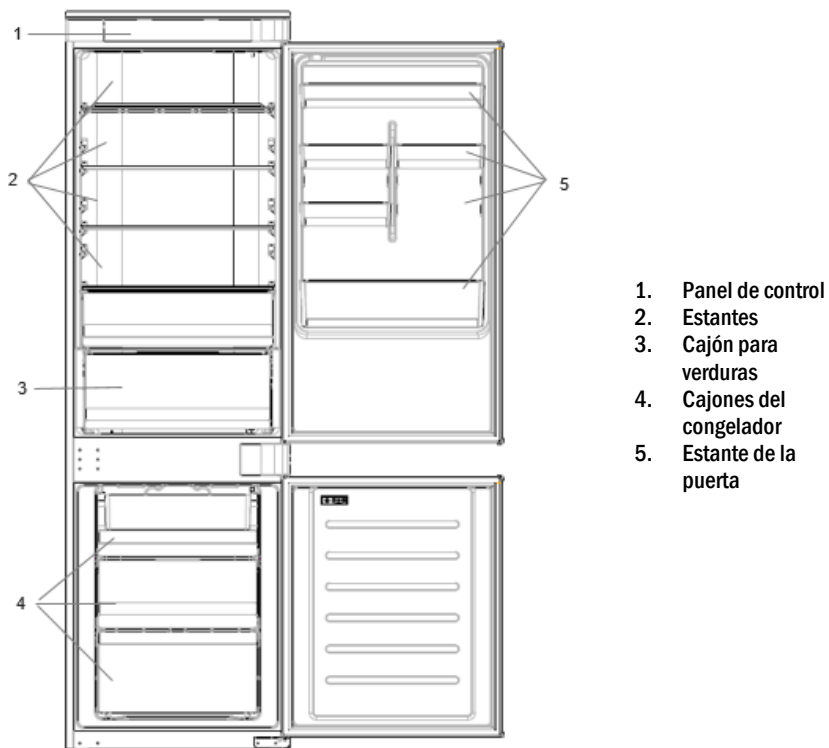 1
2
3
4
5
1. Panel de control
2. Estantes
3. Cajón para
verduras
4. Cajones del
congelador
5. Estante de la
puerta